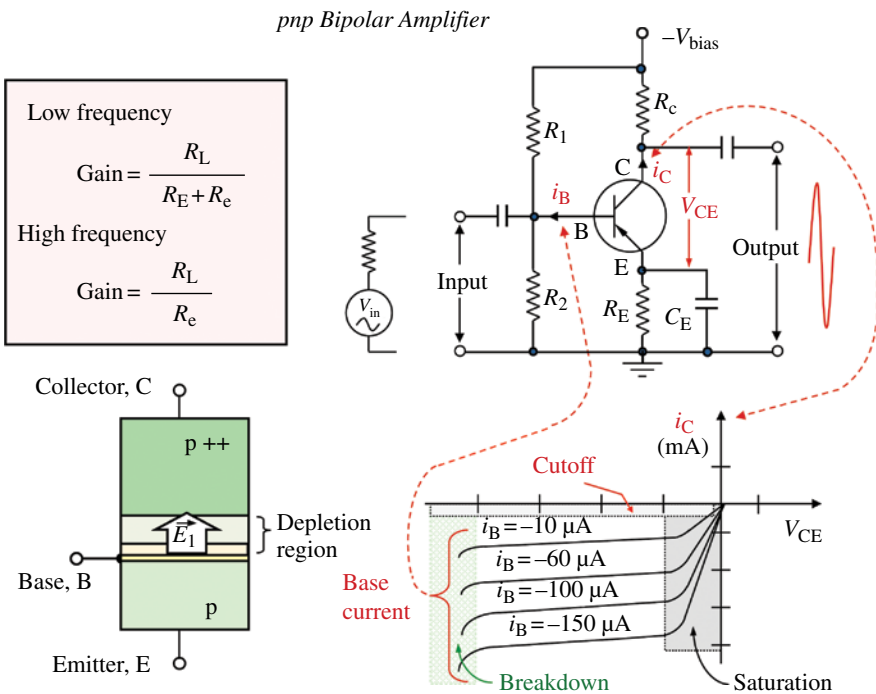 pnp Bipolar Amplifier
Low frequency
Gain = R_L / (R_E + R_e)
High frequency
Gain = R_L / R_e
–V_bias
R_c
R_1
C
i_C
i_B
V_CE
B
Output
E
Input
R_2
R_E
C_E
V_in
Collector, C
p ++
E⃗_1
Depletion
region
Base, B
p
Emitter, E
i_C
(mA)
Cutoff
V_CE
i_B = –10 µA
i_B = –60 µA
i_B = –100 µA
i_B = –150 µA
Base
current
Breakdown
Saturation